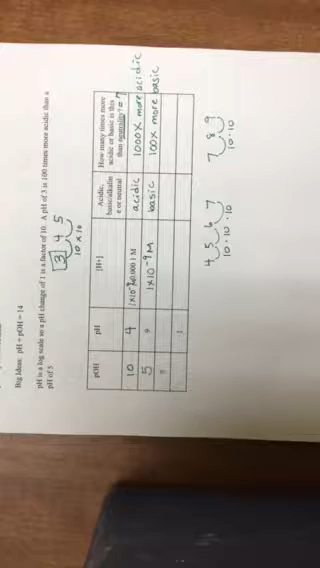 Big Ideas: pH + pOH = 14
pH is a log scale so a pH change of 1 is a factor of 10. A pH of 3 is 100 times more acidic than a
pH of 5
3 4 5
10 x 10
pOH pH [H+] Acidic, basic/alkaline or neutral How many times more acidic or basic is this than neutrality? = 7
10 4 0.0001 M acidic 1000X more acidic
5 9 1x10⁻⁹ M basic 100X more basic
11
1
4 5 6 7
10 · 10 · 10
7 8 9
10 · 10